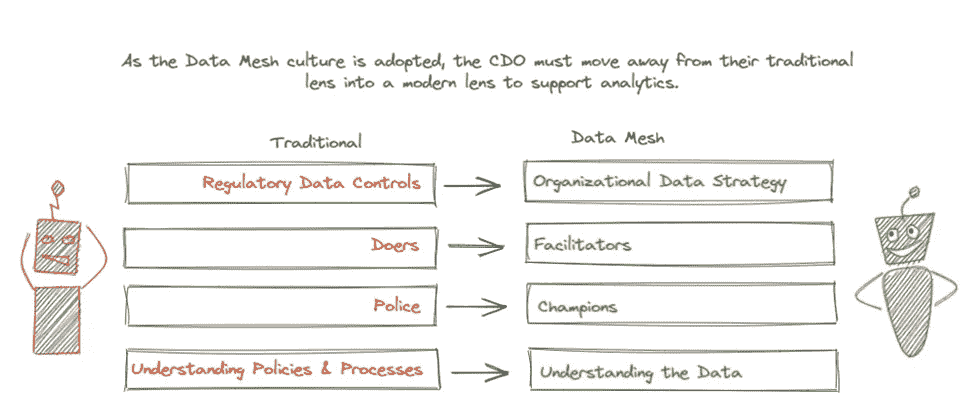 As the Data Mesh culture is adopted, the CDO must move away from their traditional
lens into a modern lens to support analytics.
Traditional
Data Mesh
Regulatory Data Controls
Organizational Data Strategy
Doers
Facilitators
Police
Champions
Understanding Policies & Processes
Understanding the Data